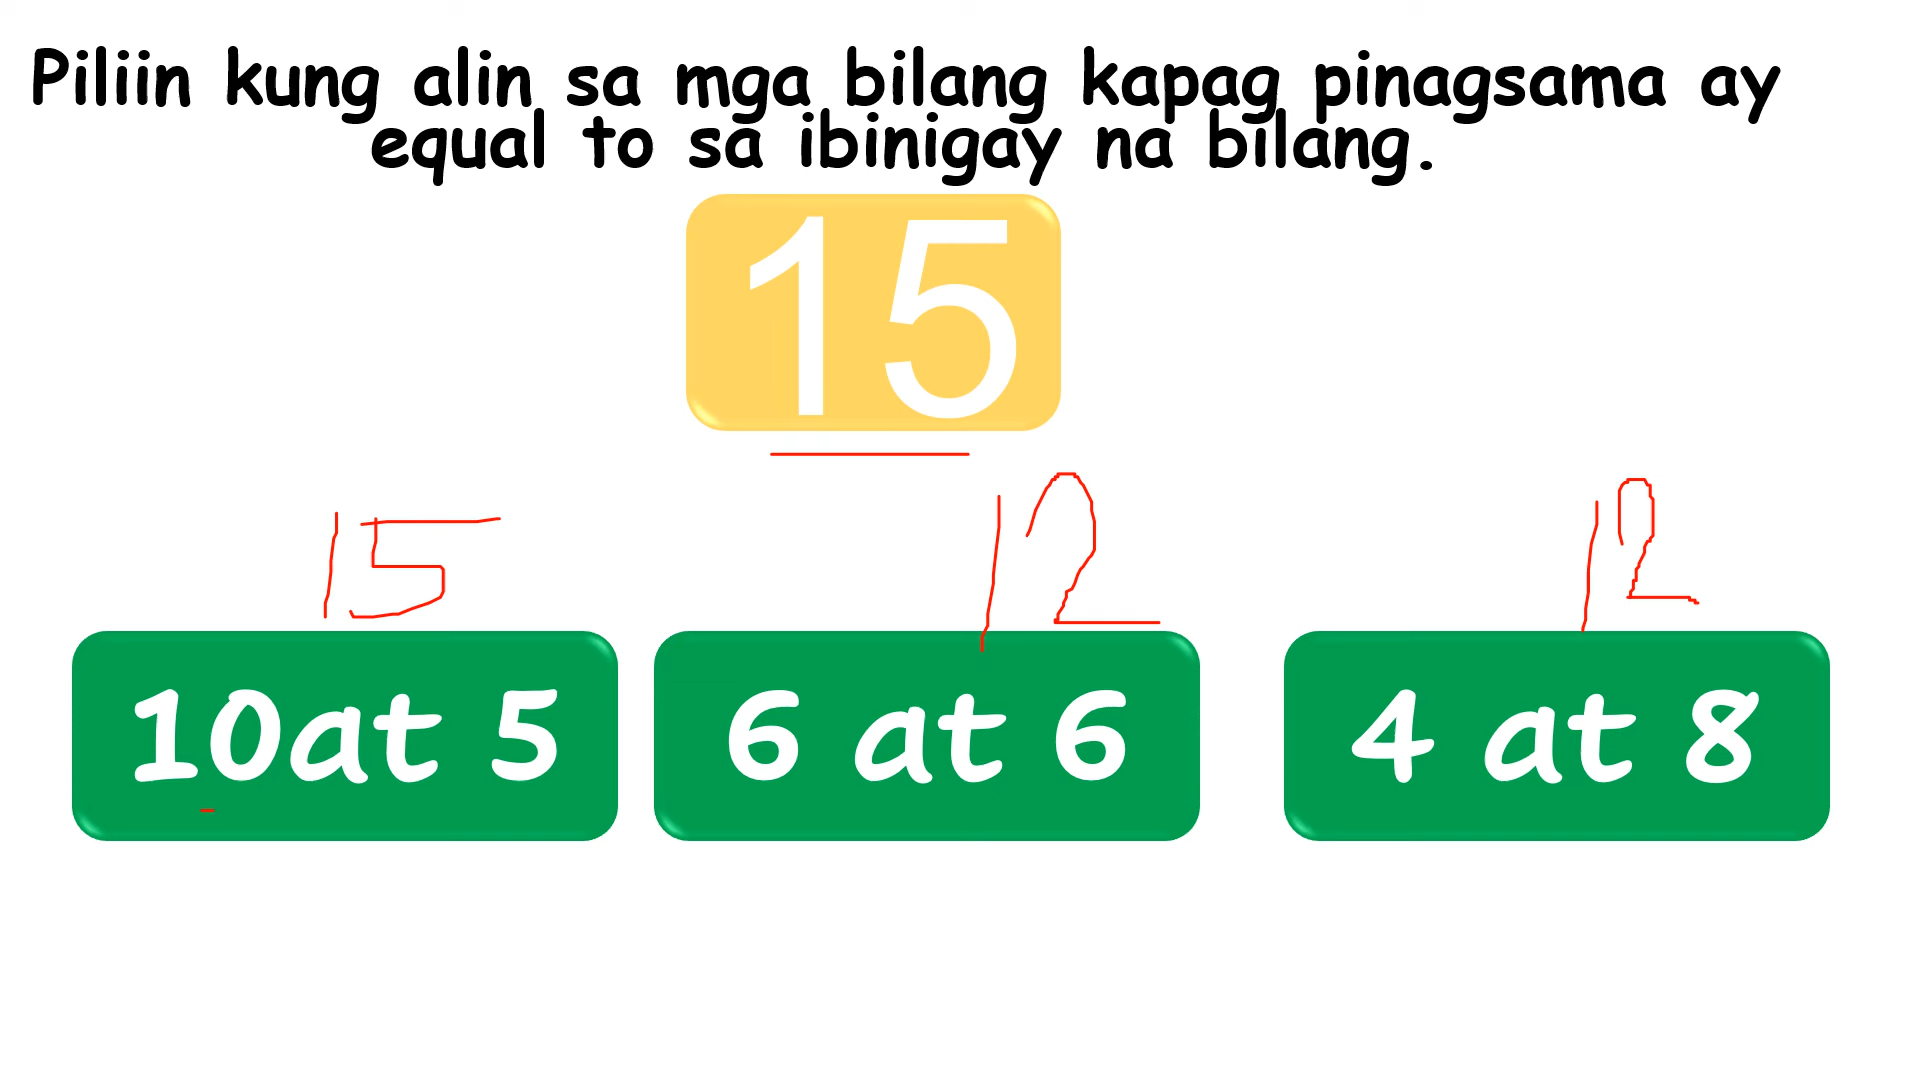 Piliin kung alin sa mga bilang kapag pinagsama ay
equal to sa ibinigay na bilang.
15
15 12 12
10at 5 6 at 6 4 at 8